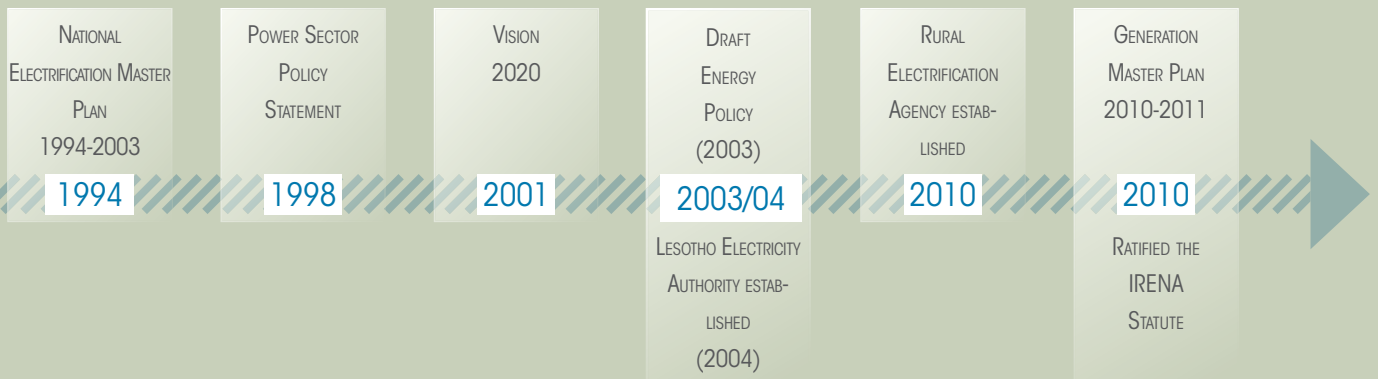 National
Electrification Master
Plan
1994-2003
1994
Power Sector
Policy
Statement
1998
Vision
2020
2001
Draft
Energy
Policy
(2003)
2003/04
Lesotho Electricity
Authority estab-
lished
(2004)
Rural
Electrification
Agency estab-
lished
2010
Generation
Master Plan
2010-2011
2010
Ratified the
IRENA
Statute